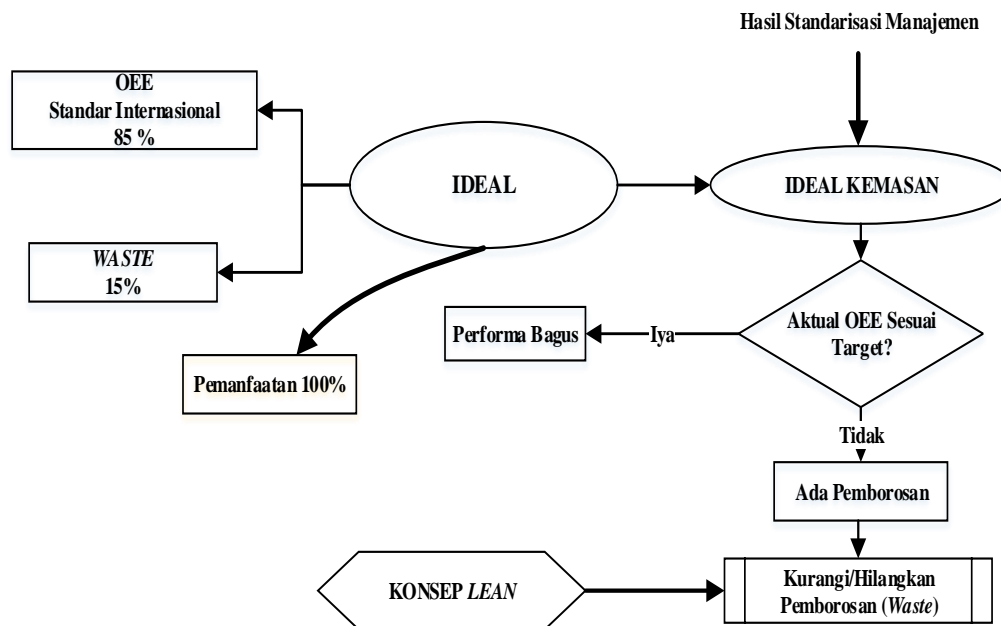 Hasil Standarisasi Manajemen
OEE
Standar Internasional
85 %
IDEAL
IDEAL KEMASAN
WASTE
15%
Performa Bagus
Iya
Aktual OEE Sesuai
Target?
Pemanfaatan 100%
Tidak
Ada Pemborosan
KONSEP LEAN
Kurangi/Hilangkan
Pemborosan (Waste)